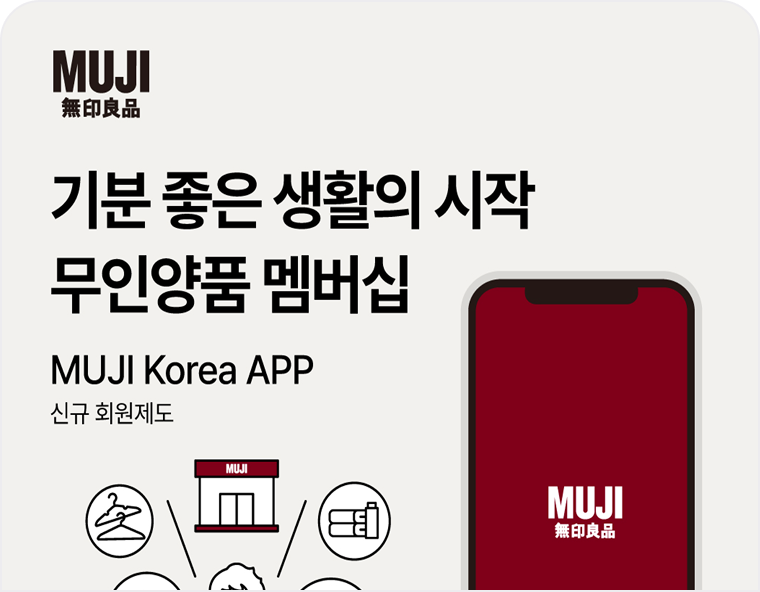 MUJI
無印良品
기분 좋은 생활의 시작
무인양품 멤버십
MUJI Korea APP
신규 회원제도
MUJI
MUJI
無印良品